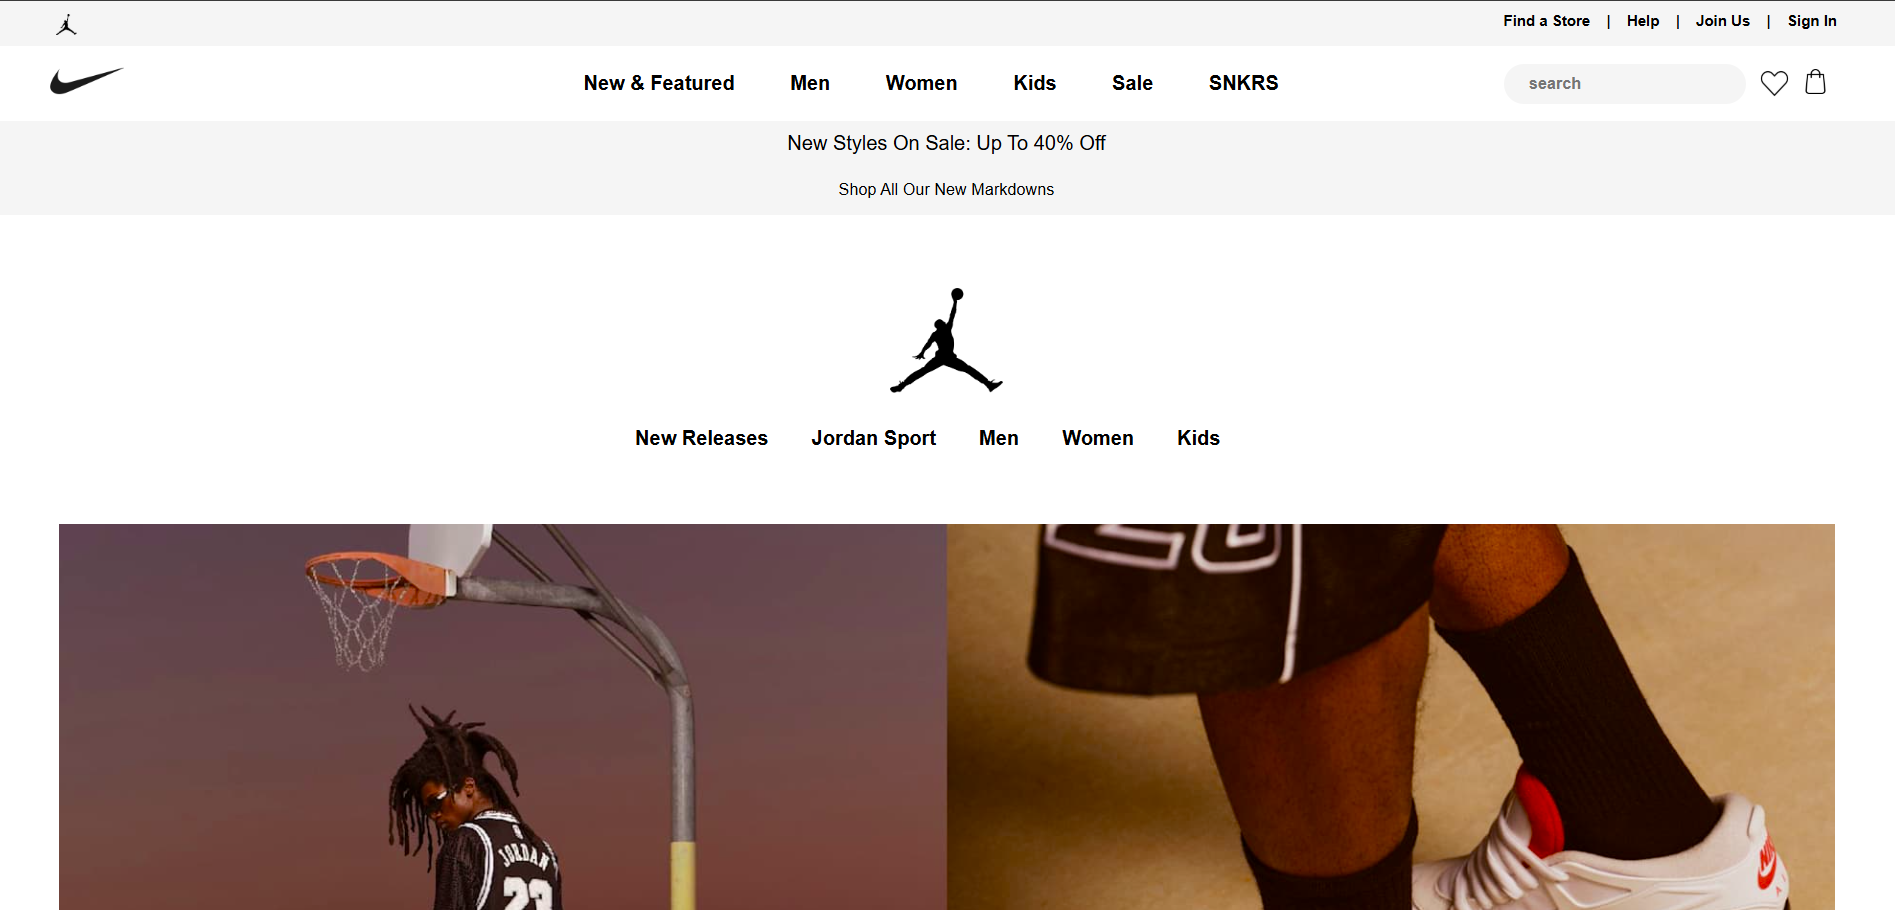 Find a Store | Help | Join Us | Sign In
New & Featured Men Women Kids Sale SNKRS search
New Styles On Sale: Up To 40% Off
Shop All Our New Markdowns
New Releases Jordan Sport Men Women Kids
JORDAN
23